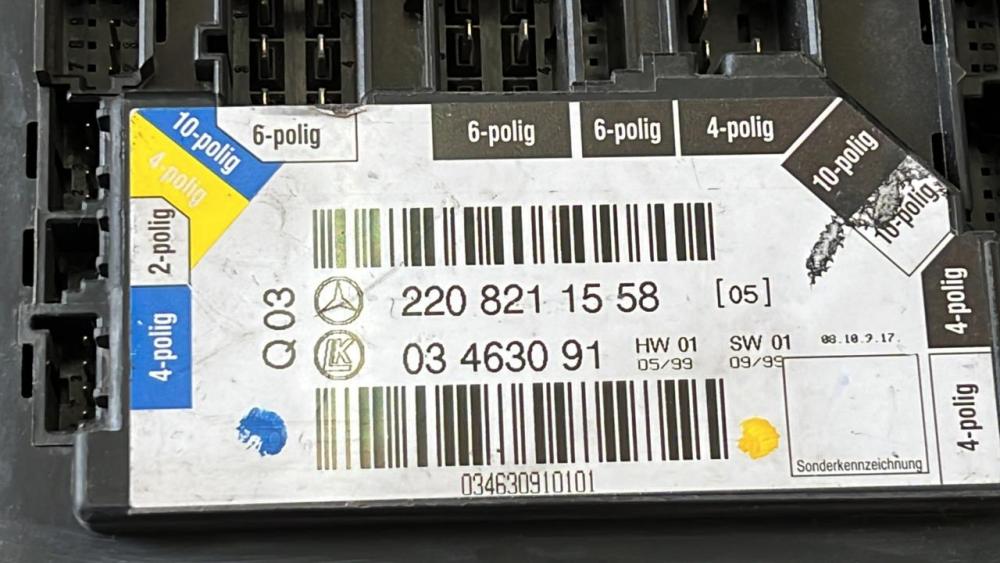 10-polig
6-polig
6-polig
6-polig
4-polig
10-polig
4-polig
10-polig
2-polig
4-polig
Q 03
220 821 15 58 [05]
03 4630 91 HW 01 SW 01
05/99 09/99
LK
4-polig
4-polig
Sonderkennzeichnung
034630910101